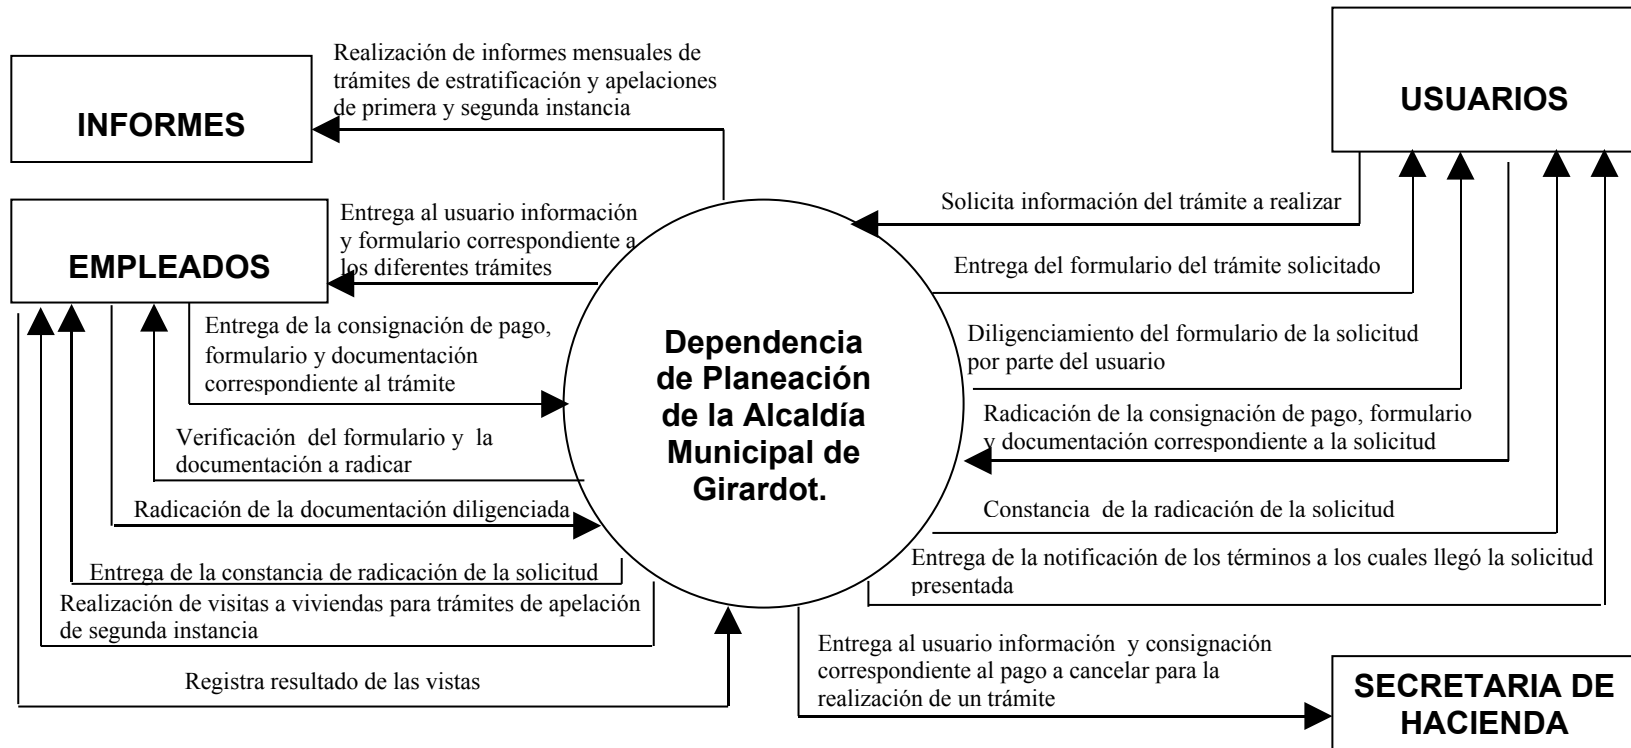 Realización de informes mensuales de
trámites de estratificación y apelaciones
de primera y segunda instancia
INFORMES
USUARIOS
Entrega al usuario información
y formulario correspondiente a
los diferentes trámites
EMPLEADOS
Entrega de la consignación de pago,
formulario y documentación
correspondiente al trámite
Verificación  del formulario y  la
documentación a radicar
Radicación de la documentación diligenciada
Entrega de la constancia de radicación de la solicitud
Realización de visitas a viviendas para trámites de apelación
de segunda instancia
Registra resultado de las vistas
Dependencia
de Planeación
de la Alcaldía
Municipal de
Girardot.
Solicita información del trámite a realizar
Entrega del formulario del trámite solicitado
Diligenciamiento del formulario de la solicitud
por parte del usuario
Radicación de la consignación de pago, formulario
y documentación correspondiente a la solicitud
Constancia  de la radicación de la solicitud
Entrega de la notificación de los términos a los cuales llegó la solicitud
presentada
Entrega al usuario información  y consignación
correspondiente al pago a cancelar para la
realización de un trámite
SECRETARIA DE
HACIENDA